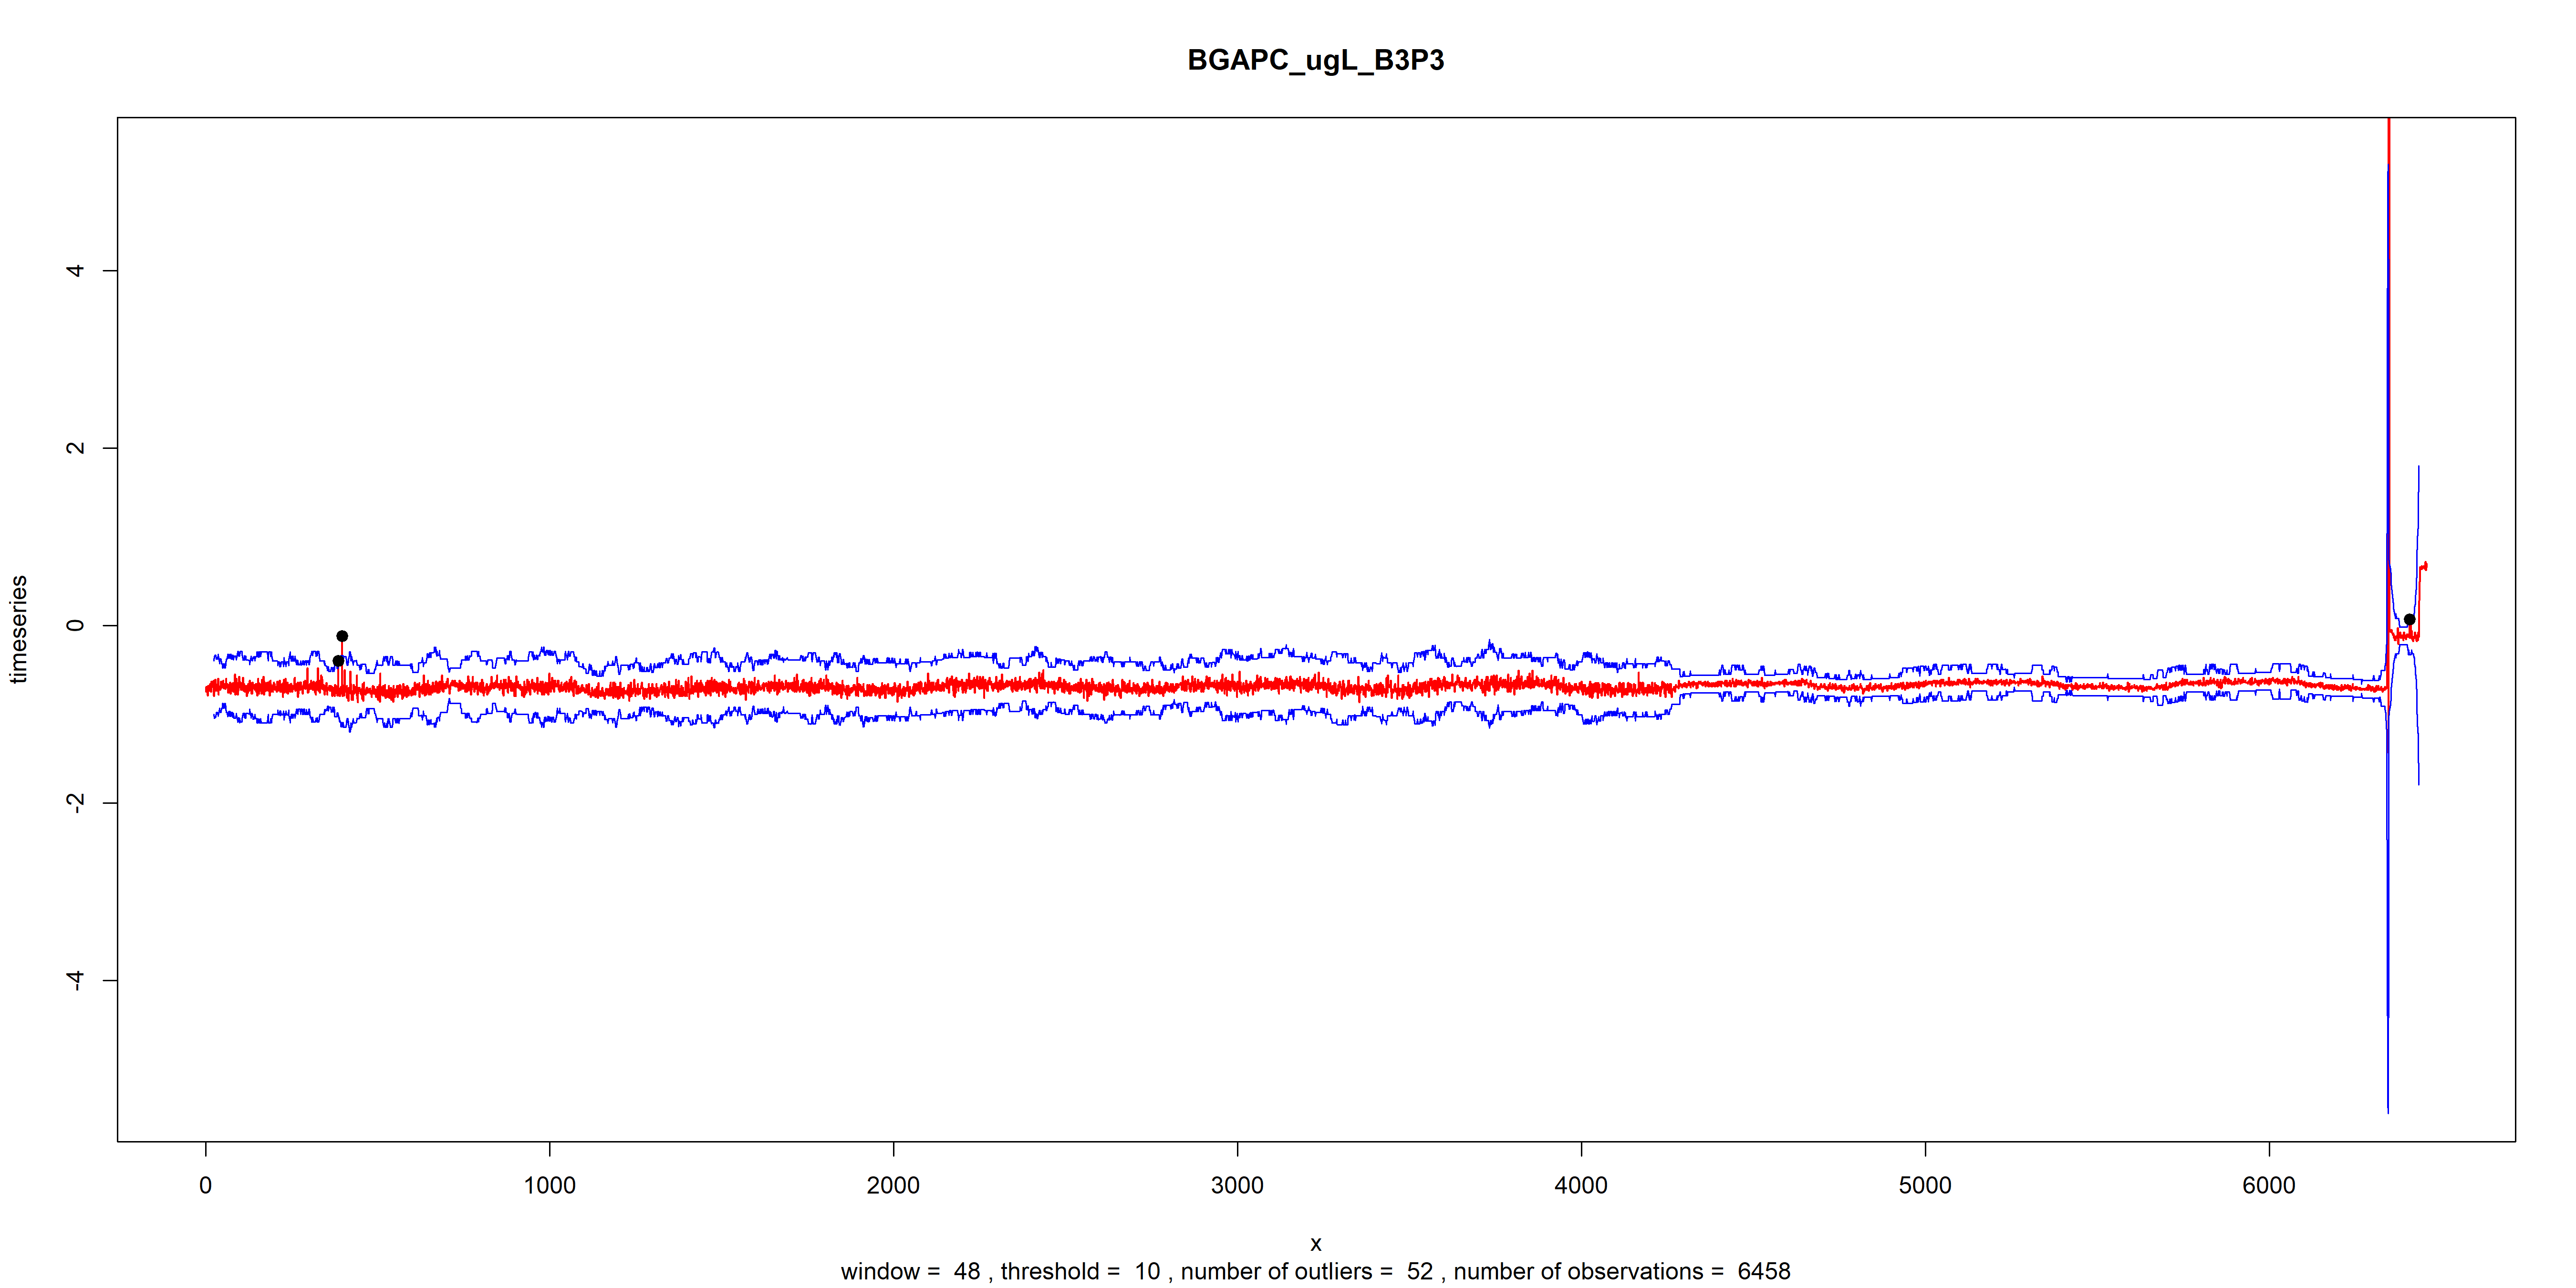 BGAPC_ugL_B3P3
timeseries
4
2
0
-2
-4
0 1000 2000 3000 4000 5000 6000
x
window = 48 , threshold = 10 , number of outliers = 52 , number of observations = 6458